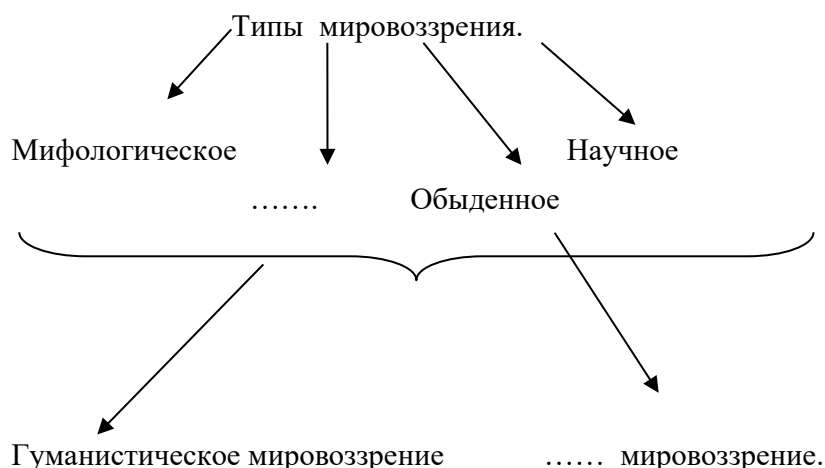 Типы мировоззрения.
Мифологическое
Научное
…….
Обыденное
Гуманистическое мировоззрение
…… мировоззрение.